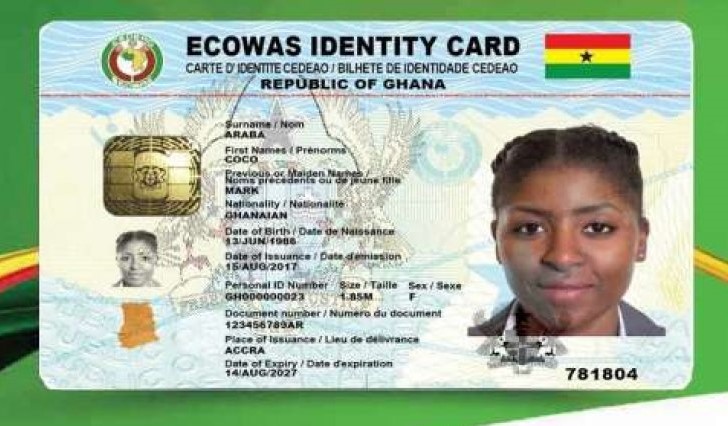 ECOWAS IDENTITY CARD
CARTE D' IDENTITE CEDEAO / BILHETE DE IDENTIDADE CEDEAO
REPUBLIC OF GHANA
Surname / Nom
ARABA
First Names / Prénorms
COCO
Previous or Maiden Names /
Noms précédents ou de jeune fille
MARK
Nationality / Nationalité
GHANAIAN
Date of Birth / Date de Naissance
13/JUN/1986
Date of Issuance / Date d'emission
15/AUG/2017
Personal ID Number Size / Taille Sex / Sexe
GH000000023 1.85M F
Document number / Numero du document
123456789AR
Place of Issuance / Lieu de délivrance
ACCRA
Date of Expiry / Date d'expiration
14/AUG/2027
781804